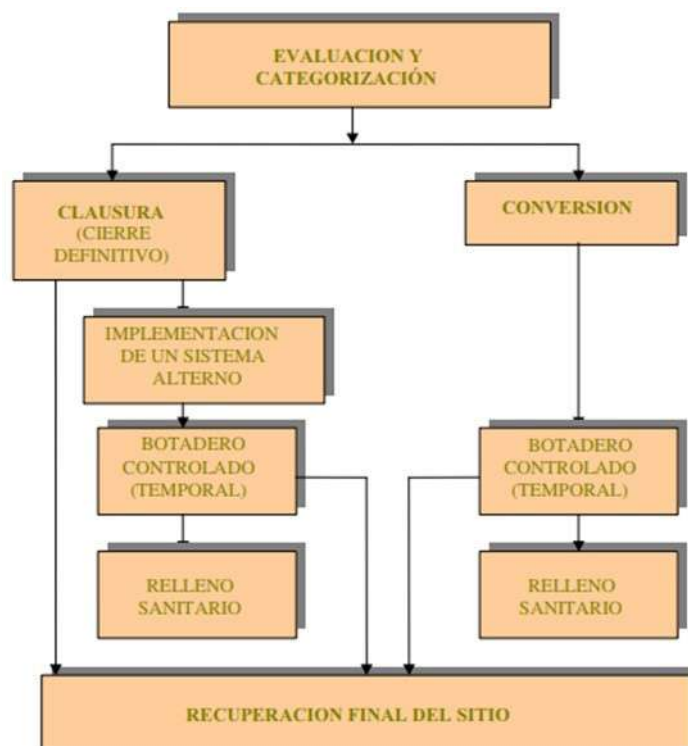 EVALUACION Y
CATEGORIZACIÓN
CLAUSURA
(CIERRE
DEFINITIVO)
CONVERSION
IMPLEMENTACION
DE UN SISTEMA
ALTERNO
BOTADERO
CONTROLADO
(TEMPORAL)
BOTADERO
CONTROLADO
(TEMPORAL)
RELLENO
SANITARIO
RELLENO
SANITARIO
RECUPERACION FINAL DEL SITIO